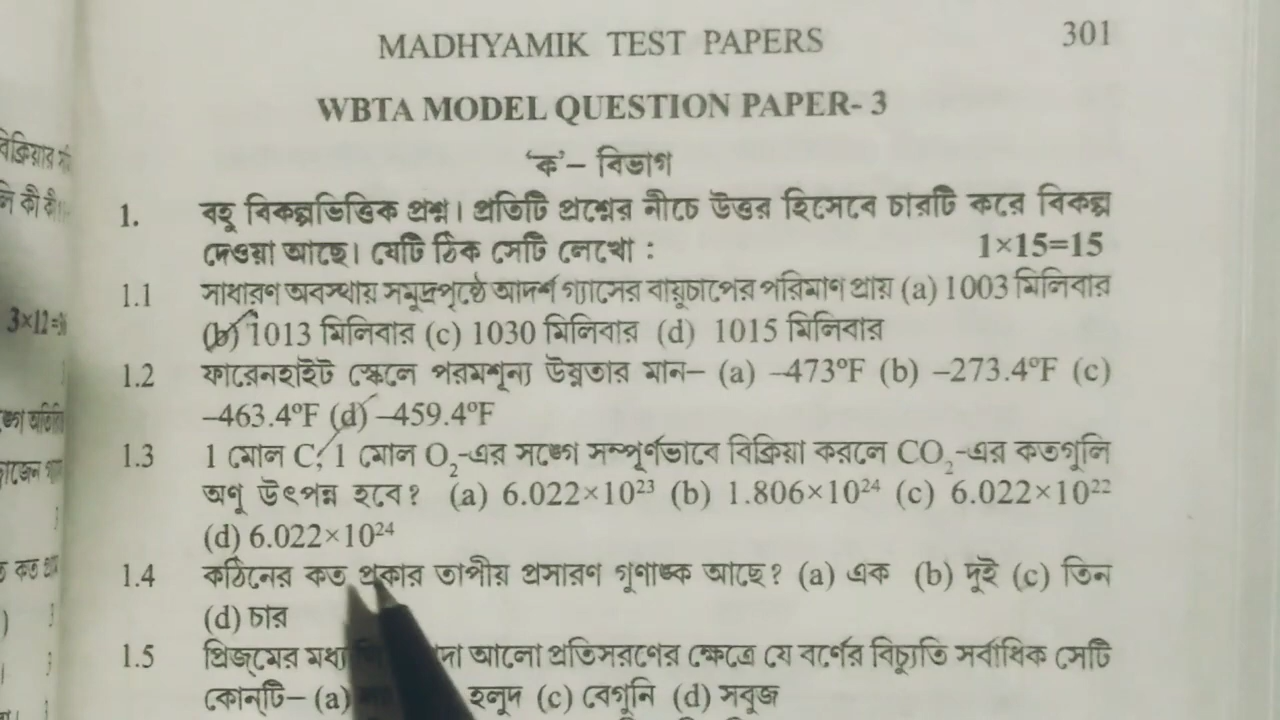 MADHYAMIK TEST PAPERS 301
WBTA MODEL QUESTION PAPER- 3
'ক' – বিভাগ
1. বহু বিকল্পভিত্তিক প্রশ্ন। প্রতিটি প্রশ্নের নীচে উত্তর হিসেবে চারটি করে বিকল্প
দেওয়া আছে। যেটি ঠিক সেটি লেখো : 1×15=15
1.1 সাধারণ অবস্থায় সমুদ্রপৃষ্ঠে আদর্শ গ্যাসের বায়ুচাপের পরিমাণ প্রায় (a) 1003 মিলিবার
(b) 1013 মিলিবার (c) 1030 মিলিবার (d) 1015 মিলিবার
1.2 ফারেনহাইট স্কেলে পরমশূন্য উষ্ণতার মান– (a) –473°F (b) –273.4°F (c)
–463.4°F (d) –459.4°F
1.3 1 মোল C, 1 মোল O₂-এর সঙ্গে সম্পূর্ণভাবে বিক্রিয়া করলে CO₂-এর কতগুলি
অণু উৎপন্ন হবে? (a) 6.022×10²³ (b) 1.806×10²⁴ (c) 6.022×10²²
(d) 6.022×10²⁴
1.4 কঠিনের কত প্রকার তাপীয় প্রসারণ গুণাঙ্ক আছে? (a) এক (b) দুই (c) তিন
(d) চার
1.5 প্রিজমের মধ্য আলো প্রতিসরণের ক্ষেত্রে যে বর্ণের বিচ্যুতি সর্বাধিক সেটি
কোন্‌টি– (a) হলুদ (c) বেগুনি (d) সবুজ
বিক্রিয়ার
3×12=36